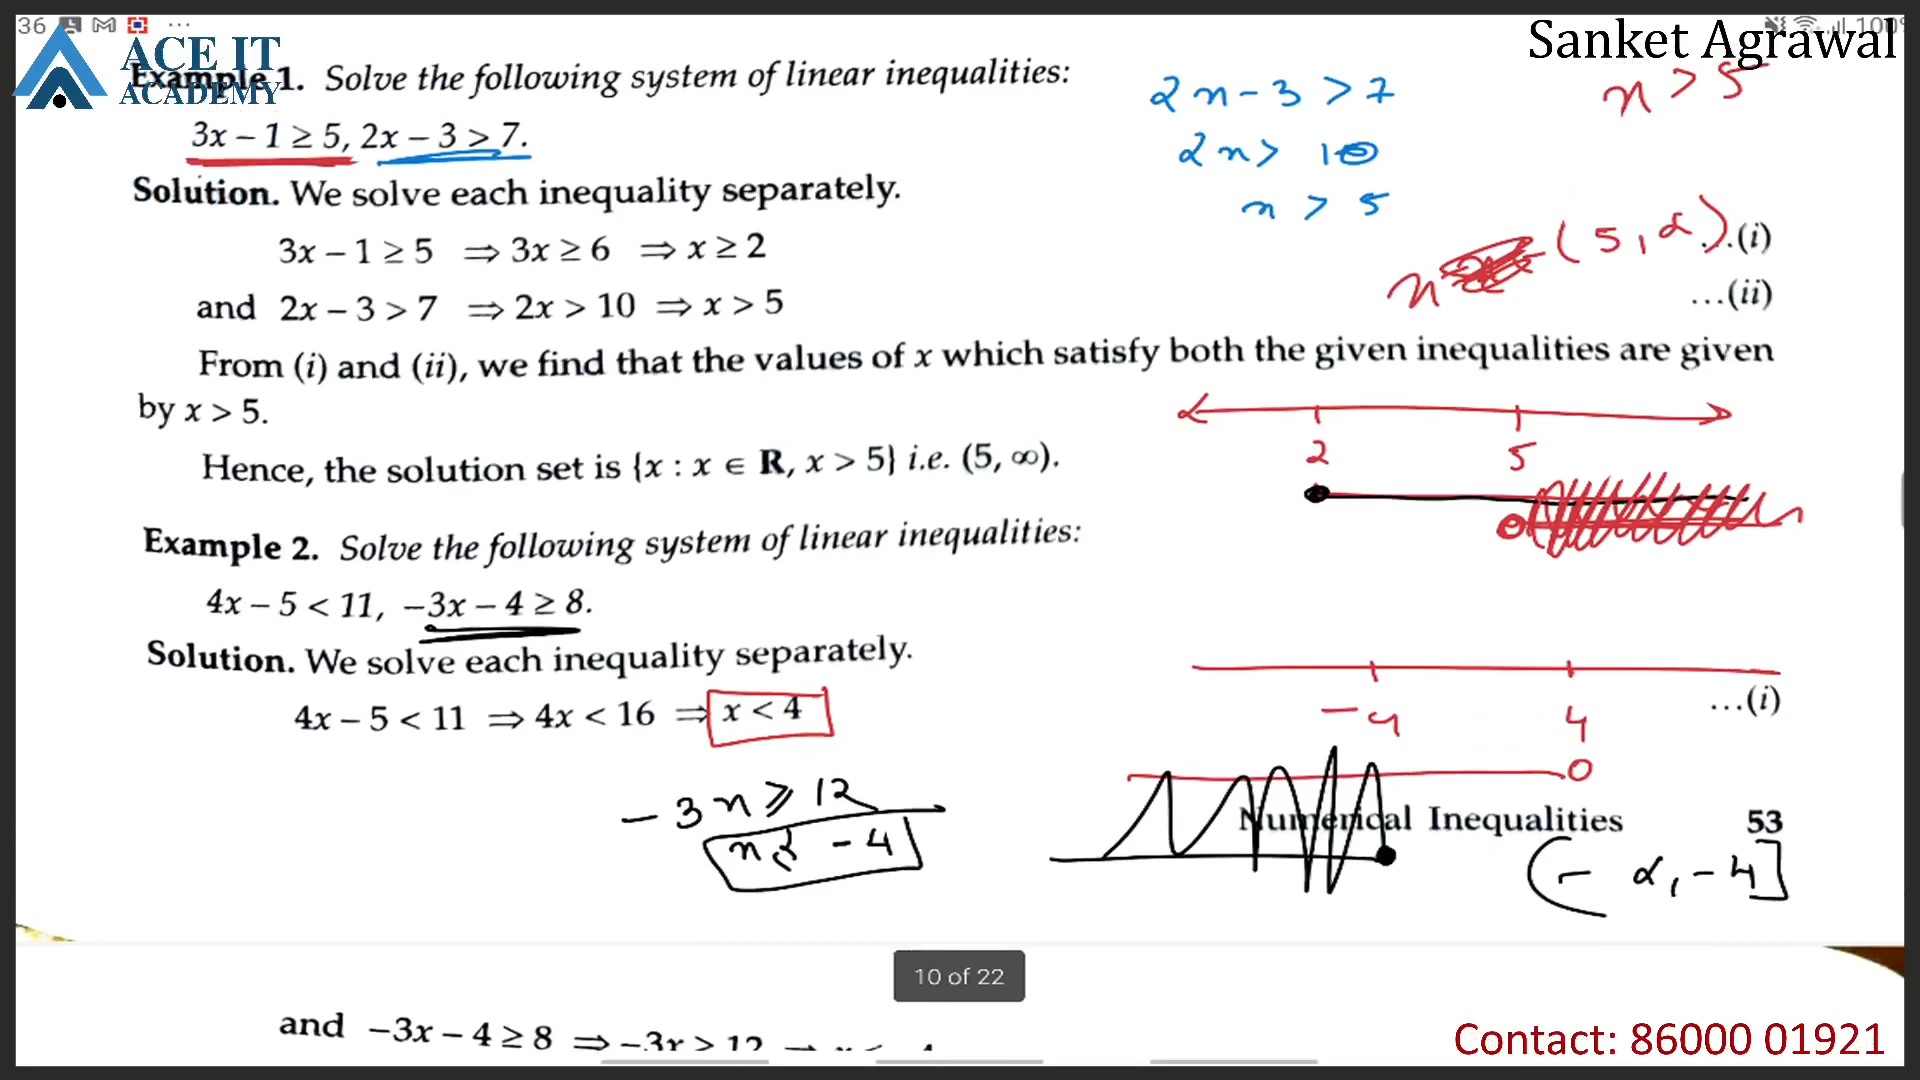 36
100%
ACE IT
ACADEMY
Sanket Agrawal
Example 1. Solve the following system of linear inequalities:
3x – 1 ≥ 5, 2x – 3 > 7.
2x - 3 > 7
2x > 10
x > 5
x > 5
Solution. We solve each inequality separately.
3x – 1 ≥ 5 ⇒ 3x ≥ 6 ⇒ x ≥ 2 ...(i)
x (5, ∞)
and 2x – 3 > 7 ⇒ 2x > 10 ⇒ x > 5 ...(ii)
From (i) and (ii), we find that the values of x which satisfy both the given inequalities are given
by x > 5.
2 5
Hence, the solution set is {x : x ∈ R, x > 5} i.e. (5, ∞).
Example 2. Solve the following system of linear inequalities:
4x – 5 < 11, –3x – 4 ≥ 8.
Solution. We solve each inequality separately.
4x – 5 < 11 ⇒ 4x < 16 ⇒ x < 4 ...(i)
-4 4
-3x ≥ 12
x ≤ -4
Numerical Inequalities 53
(-∞, -4]
10 of 22
and –3x – 4 ≥ 8 ⇒ –3x ≥ 12
Contact: 86000 01921